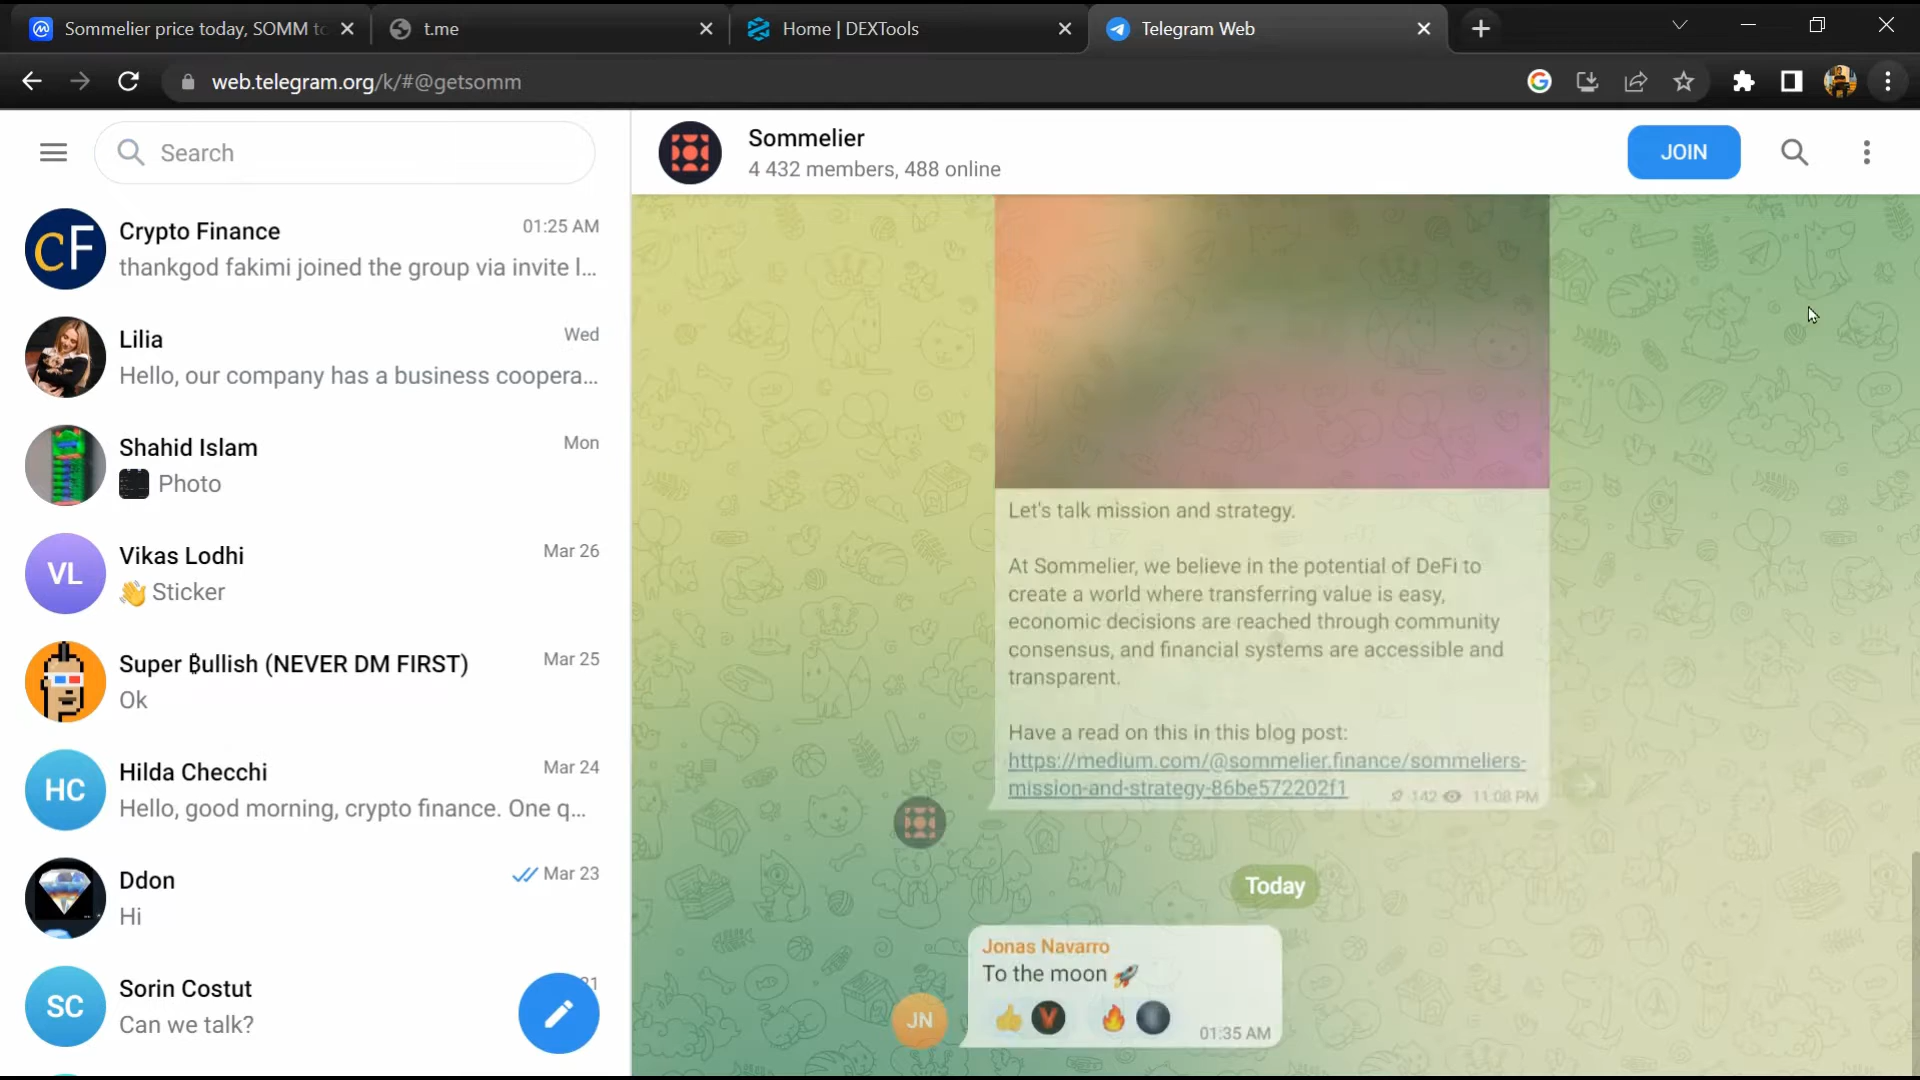 Sommelier price today, SOMM to
t.me
Home | DEXTools
Telegram Web
web.telegram.org/k/#@getsomm
Search
Sommelier
4 432 members, 488 online
JOIN
CF
Crypto Finance
01:25 AM
thankgod fakimi joined the group via invite l...
Lilia
Wed
Hello, our company has a business coopera...
Shahid Islam
Mon
Photo
VL
Vikas Lodhi
Mar 26
👋 Sticker
Super ₿ullish (NEVER DM FIRST)
Mar 25
Ok
HC
Hilda Checchi
Mar 24
Hello, good morning, crypto finance. One q...
Ddon
Mar 23
Hi
SC
Sorin Costut
21
Can we talk?
Let's talk mission and strategy.
At Sommelier, we believe in the potential of DeFi to
create a world where transferring value is easy,
economic decisions are reached through community
consensus, and financial systems are accessible and
transparent.
Have a read on this in this blog post:
https://medium.com/@sommelier.finance/sommeliers-
mission-and-strategy-86be572202f1
142
11:08 PM
Today
Jonas Navarro
To the moon 🚀
👍 V 🔥
01:35 AM
JN